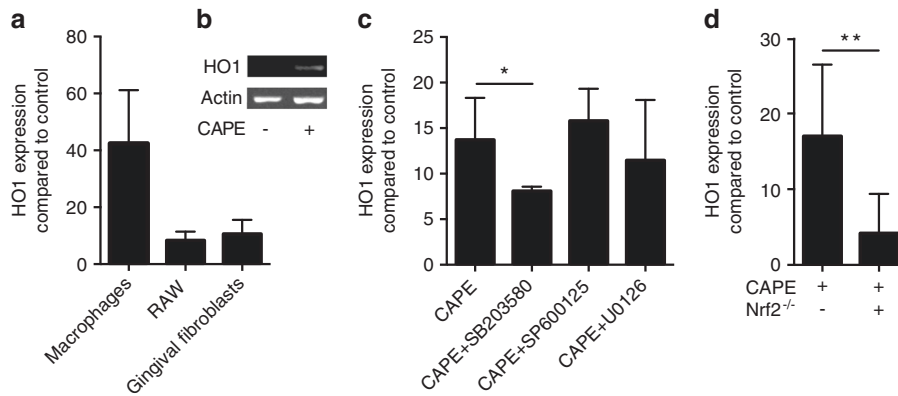 a
HO1 expression
compared to control
80
60
40
20
0
Macrophages
RAW
Gingival fibroblasts
b
HO1
Actin
CAPE - +
c
HO1 expression
compared to control
25
20
15
10
5
0
*
CAPE
CAPE+SB203580
CAPE+SP600125
CAPE+U0126
d
HO1 expression
compared to control
30
20
10
0
**
CAPE + +
Nrf2-/- - +